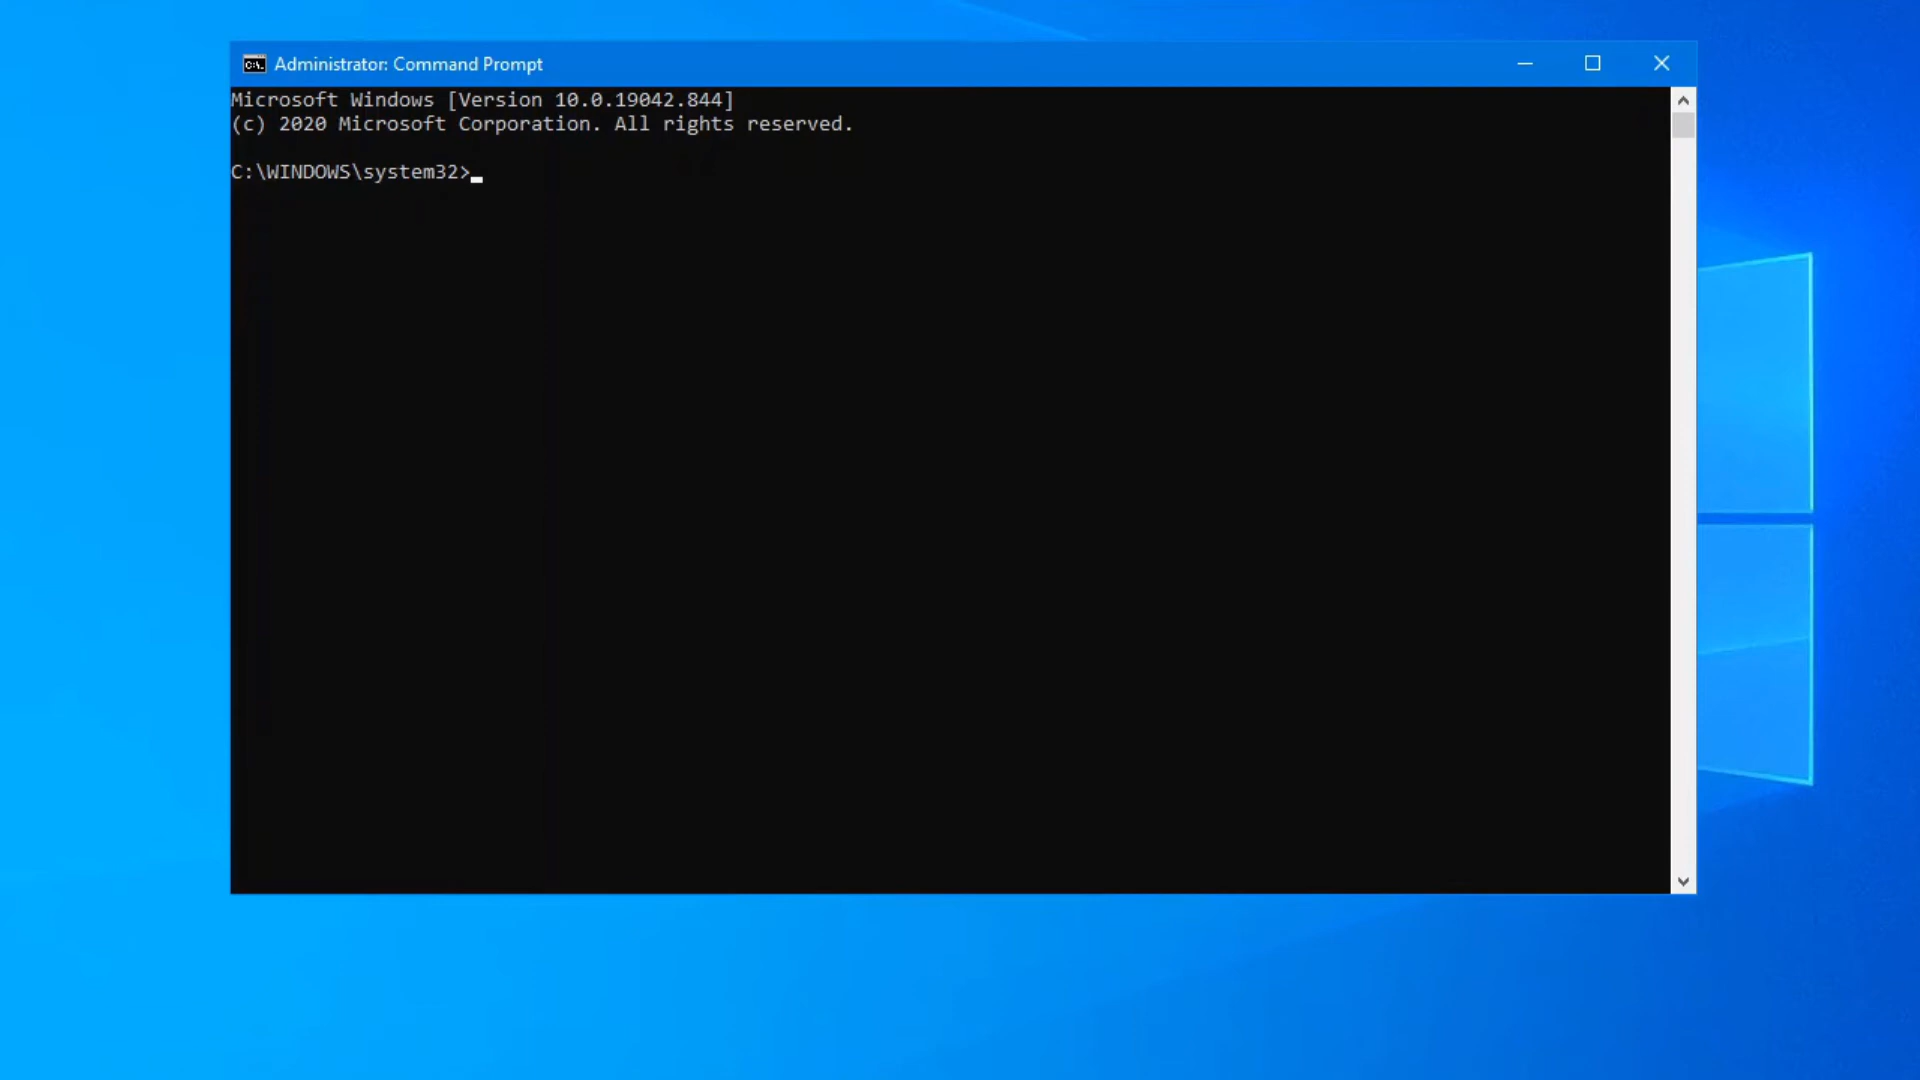 Administrator: Command Prompt
Microsoft Windows [Version 10.0.19042.844]
(c) 2020 Microsoft Corporation. All rights reserved.
C:\WINDOWS\system32>